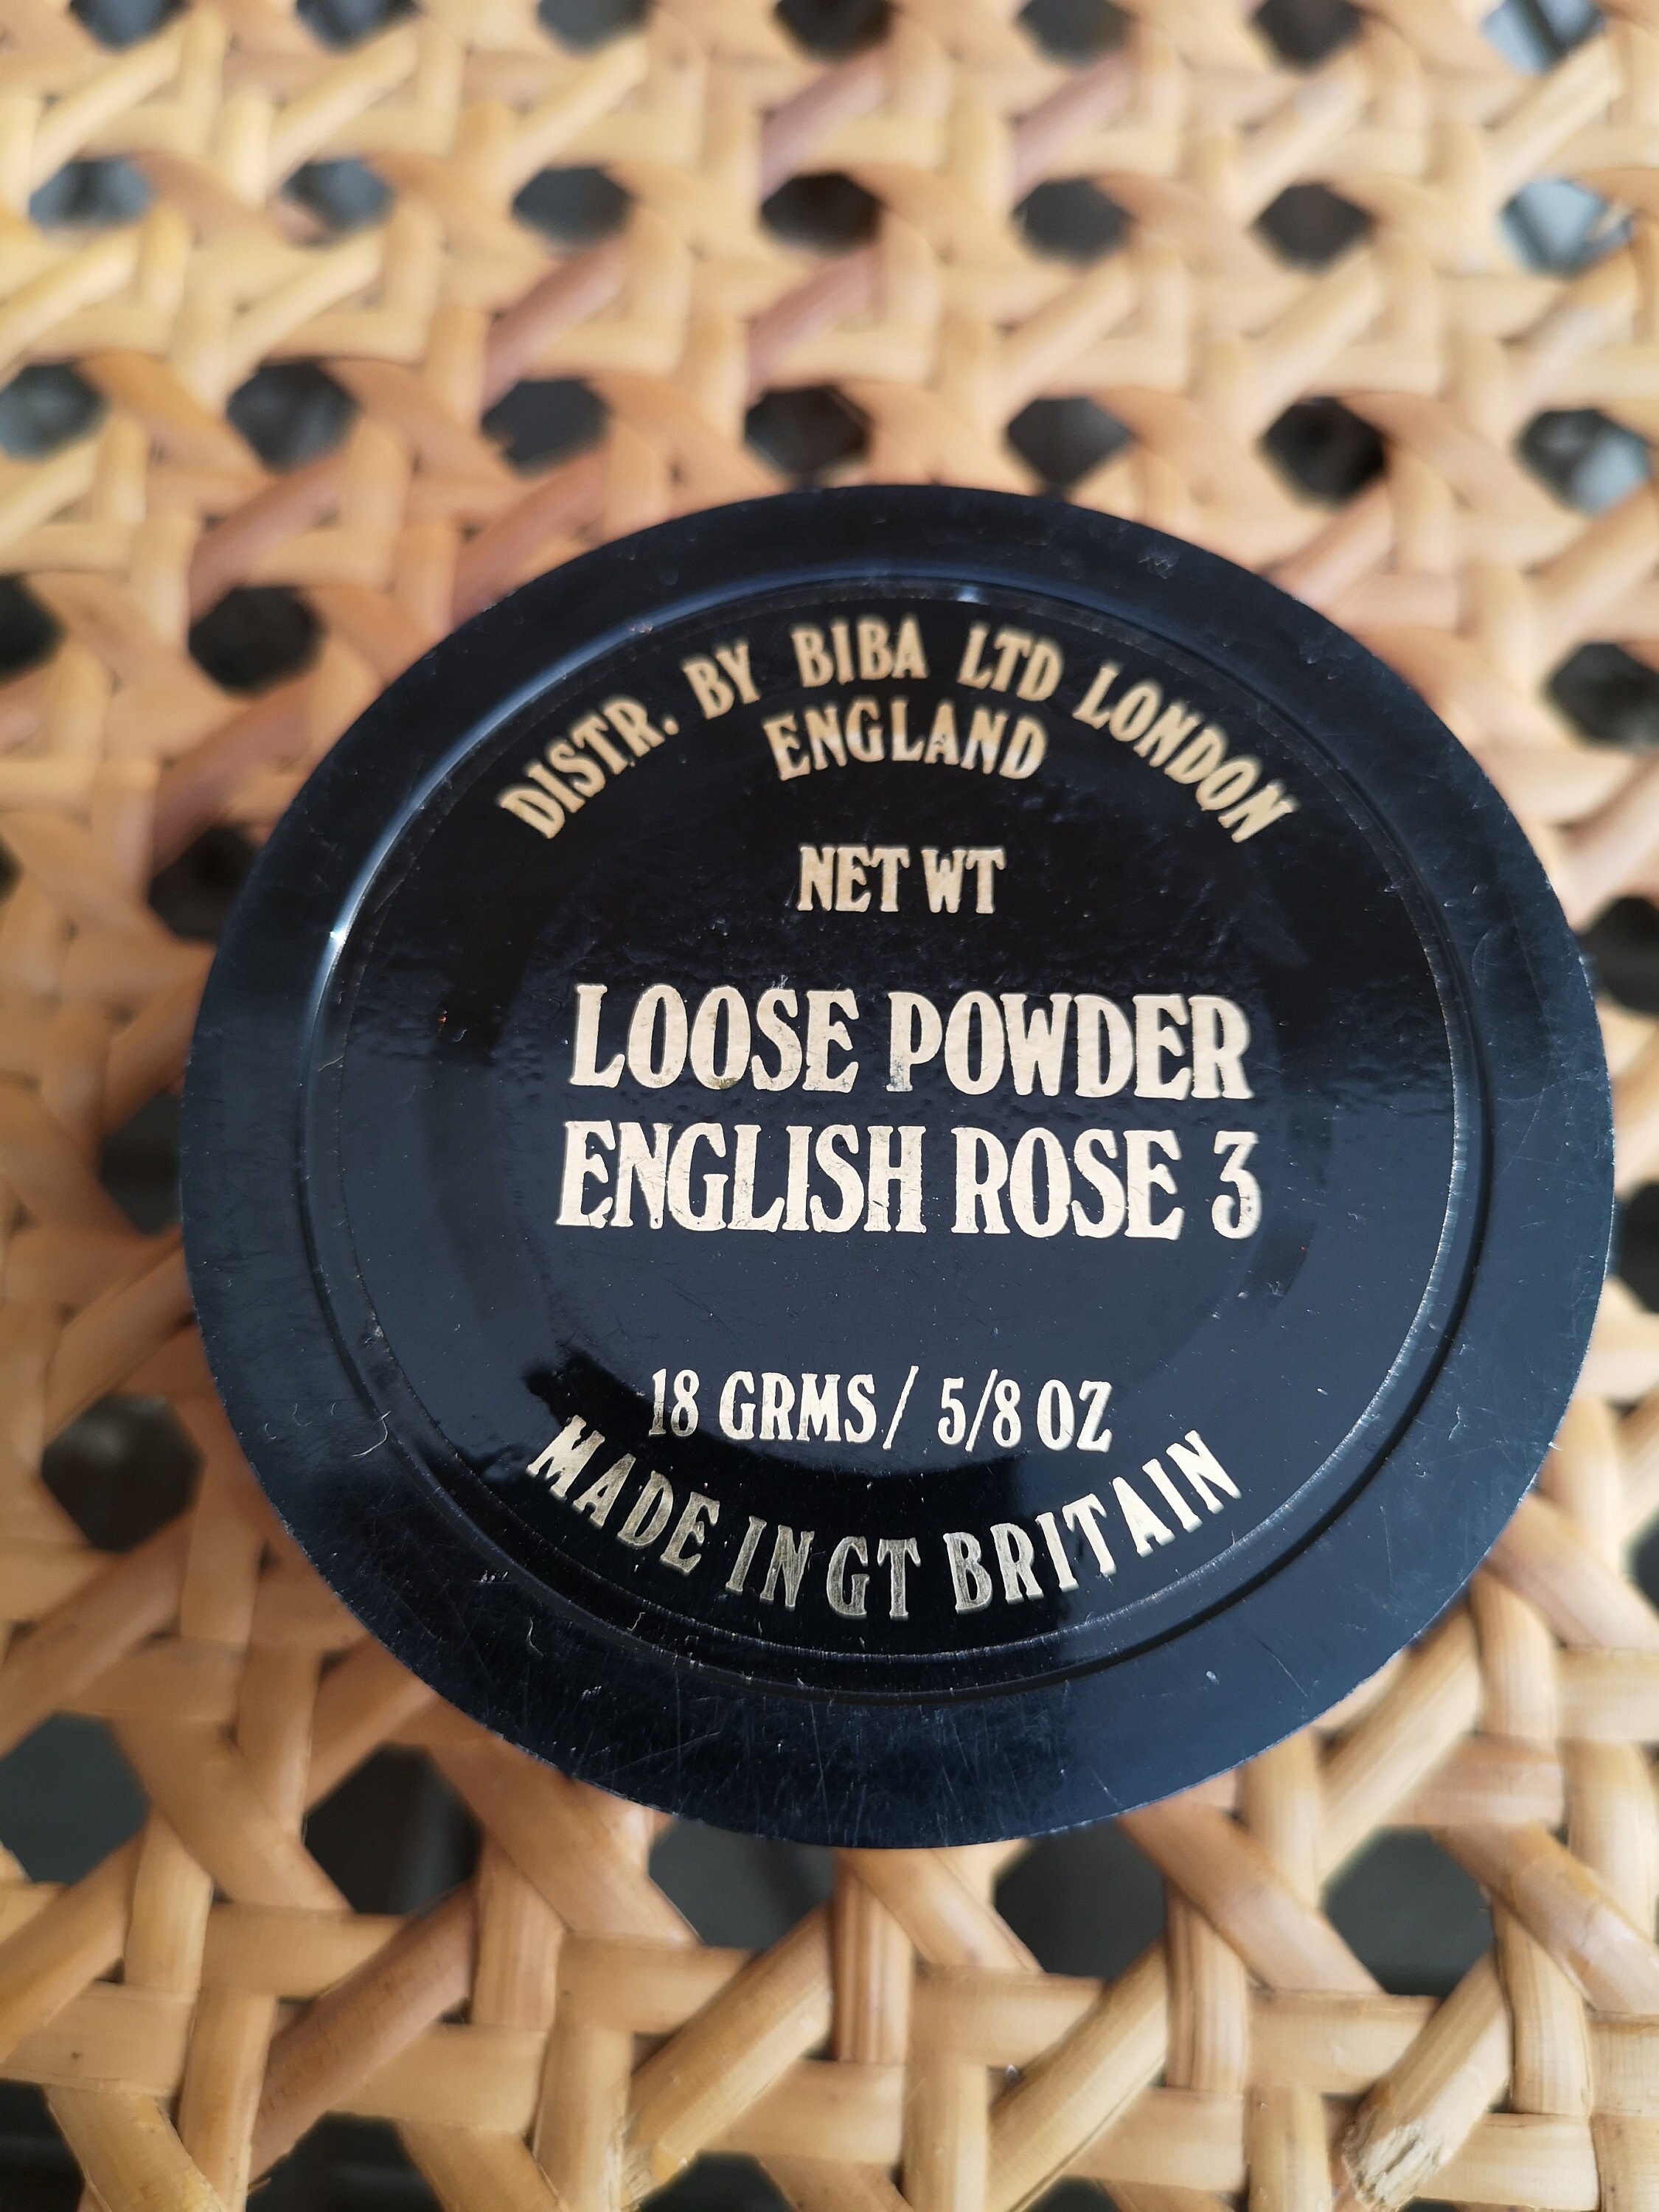 DISTR. BY BIBA LTD LONDON
ENGLAND
NET WT
LOOSE POWDER
ENGLISH ROSE 3
18 GRMS/ 5/8 OZ
MADE IN GT BRITAIN